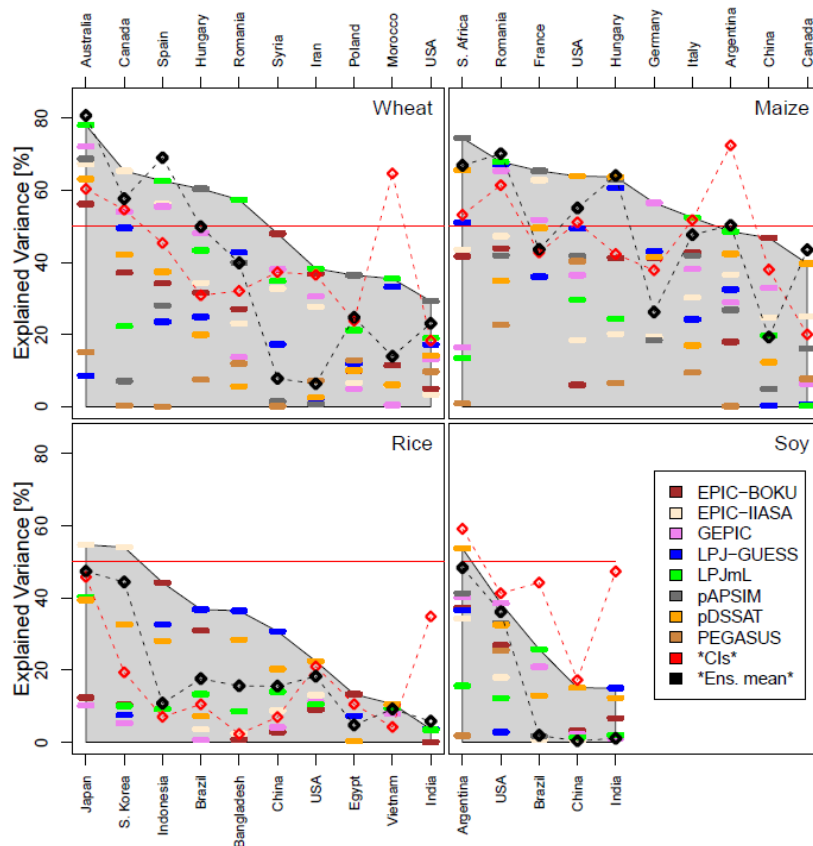 Australia
Canada
Spain
Hungary
Romania
Syria
Iran
Poland
Morocco
USA
S. Africa
Romania
France
USA
Hungary
Germany
Italy
Argentina
China
Canada
Wheat
Maize
Explained Variance [%]
80
60
40
20
0
Rice
Soy
Explained Variance [%]
80
60
40
20
0
EPIC−BOKU
EPIC−IIASA
GEPIC
LPJ−GUESS
LPJmL
pAPSIM
pDSSAT
PEGASUS
*CIs*
*Ens. mean*
Japan
S. Korea
Indonesia
Brazil
Bangladesh
China
USA
Egypt
Vietnam
India
Argentina
USA
Brazil
China
India